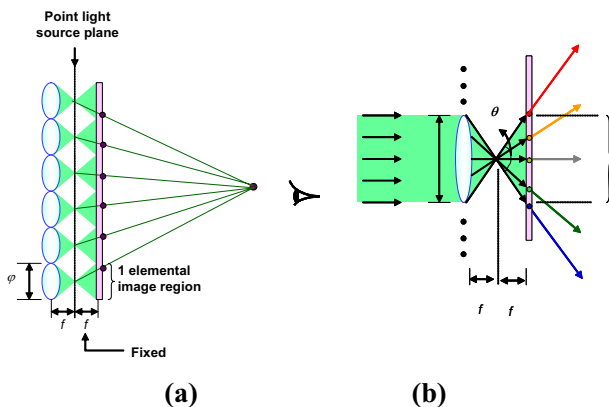 Point light
source plane
φ
f
f
1 elemental
image region
Fixed
(a)
θ
f
f
(b)